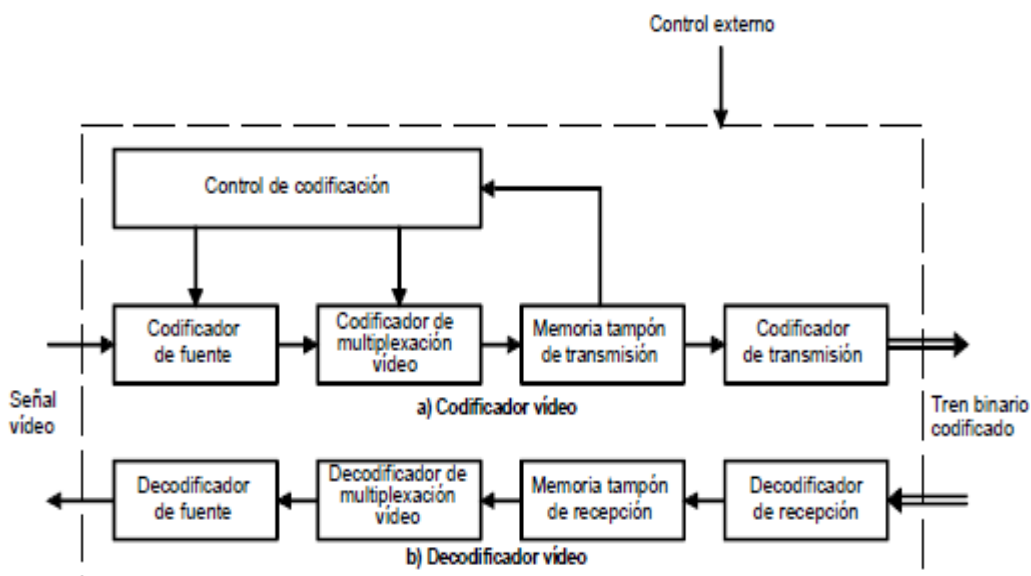 Control externo
Control de codificación
Codificador
de fuente
Codificador de
multiplexación
vídeo
Memoria tampón
de transmisión
Codificador
de transmisión
Señal
vídeo
a) Codificador vídeo
Tren binario
codificado
Decodificador
de fuente
Decodificador de
multiplexación
vídeo
Memoria tampón
de recepción
Decodificador
de recepción
b) Decodificador vídeo